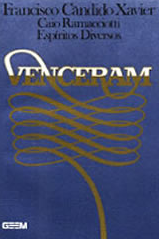 Francisco Cândido Xavier
Caio Ramacciotti
Espíritos Diversos
VENCERAM
GEEM